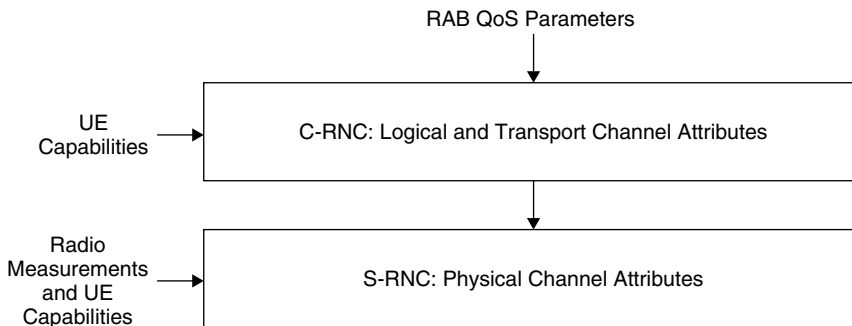 RAB QoS Parameters
UE
Capabilities
C-RNC: Logical and Transport Channel Attributes
Radio
Measurements
and UE
Capabilities
S-RNC: Physical Channel Attributes